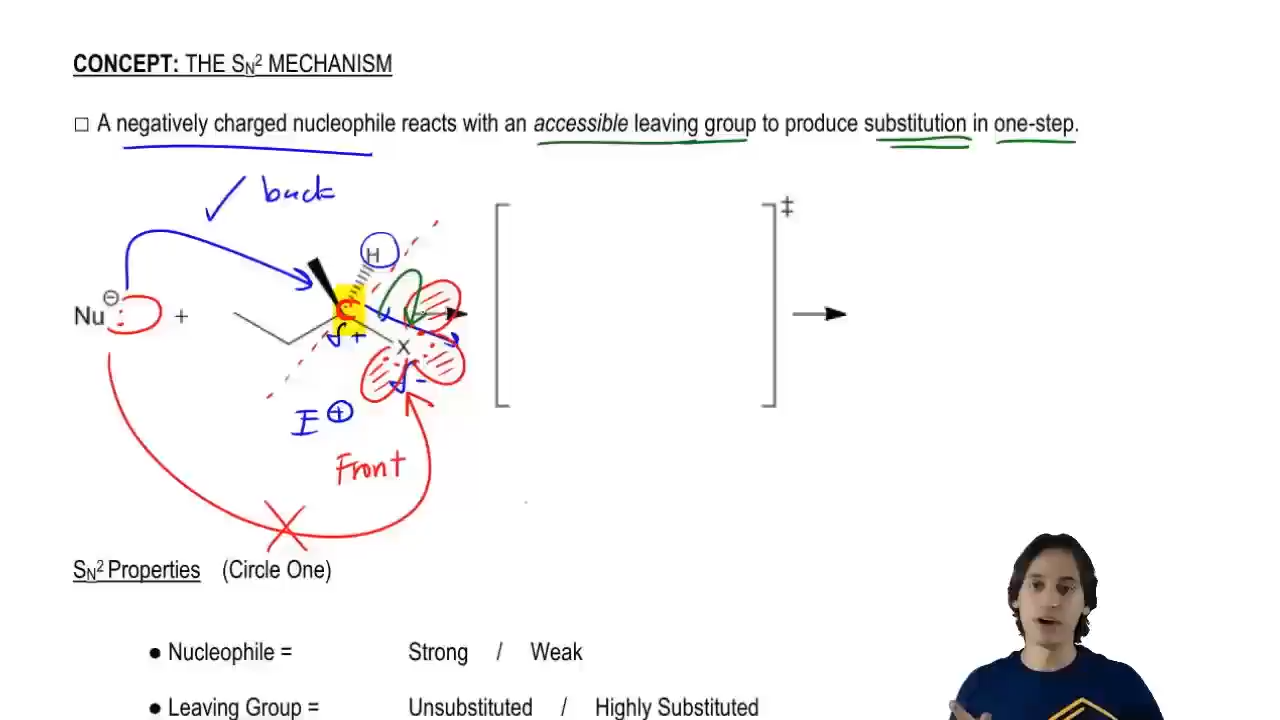 CONCEPT: THE SN2 MECHANISM
□ A negatively charged nucleophile reacts with an accessible leaving group to produce substitution in one-step.
✓ back
H
‡
Nu ⊖ : + C
δ+ X
δ-
E ⊕
Front
SN2 Properties (Circle One)
● Nucleophile = Strong / Weak
● Leaving Group = Unsubstituted / Highly Substituted